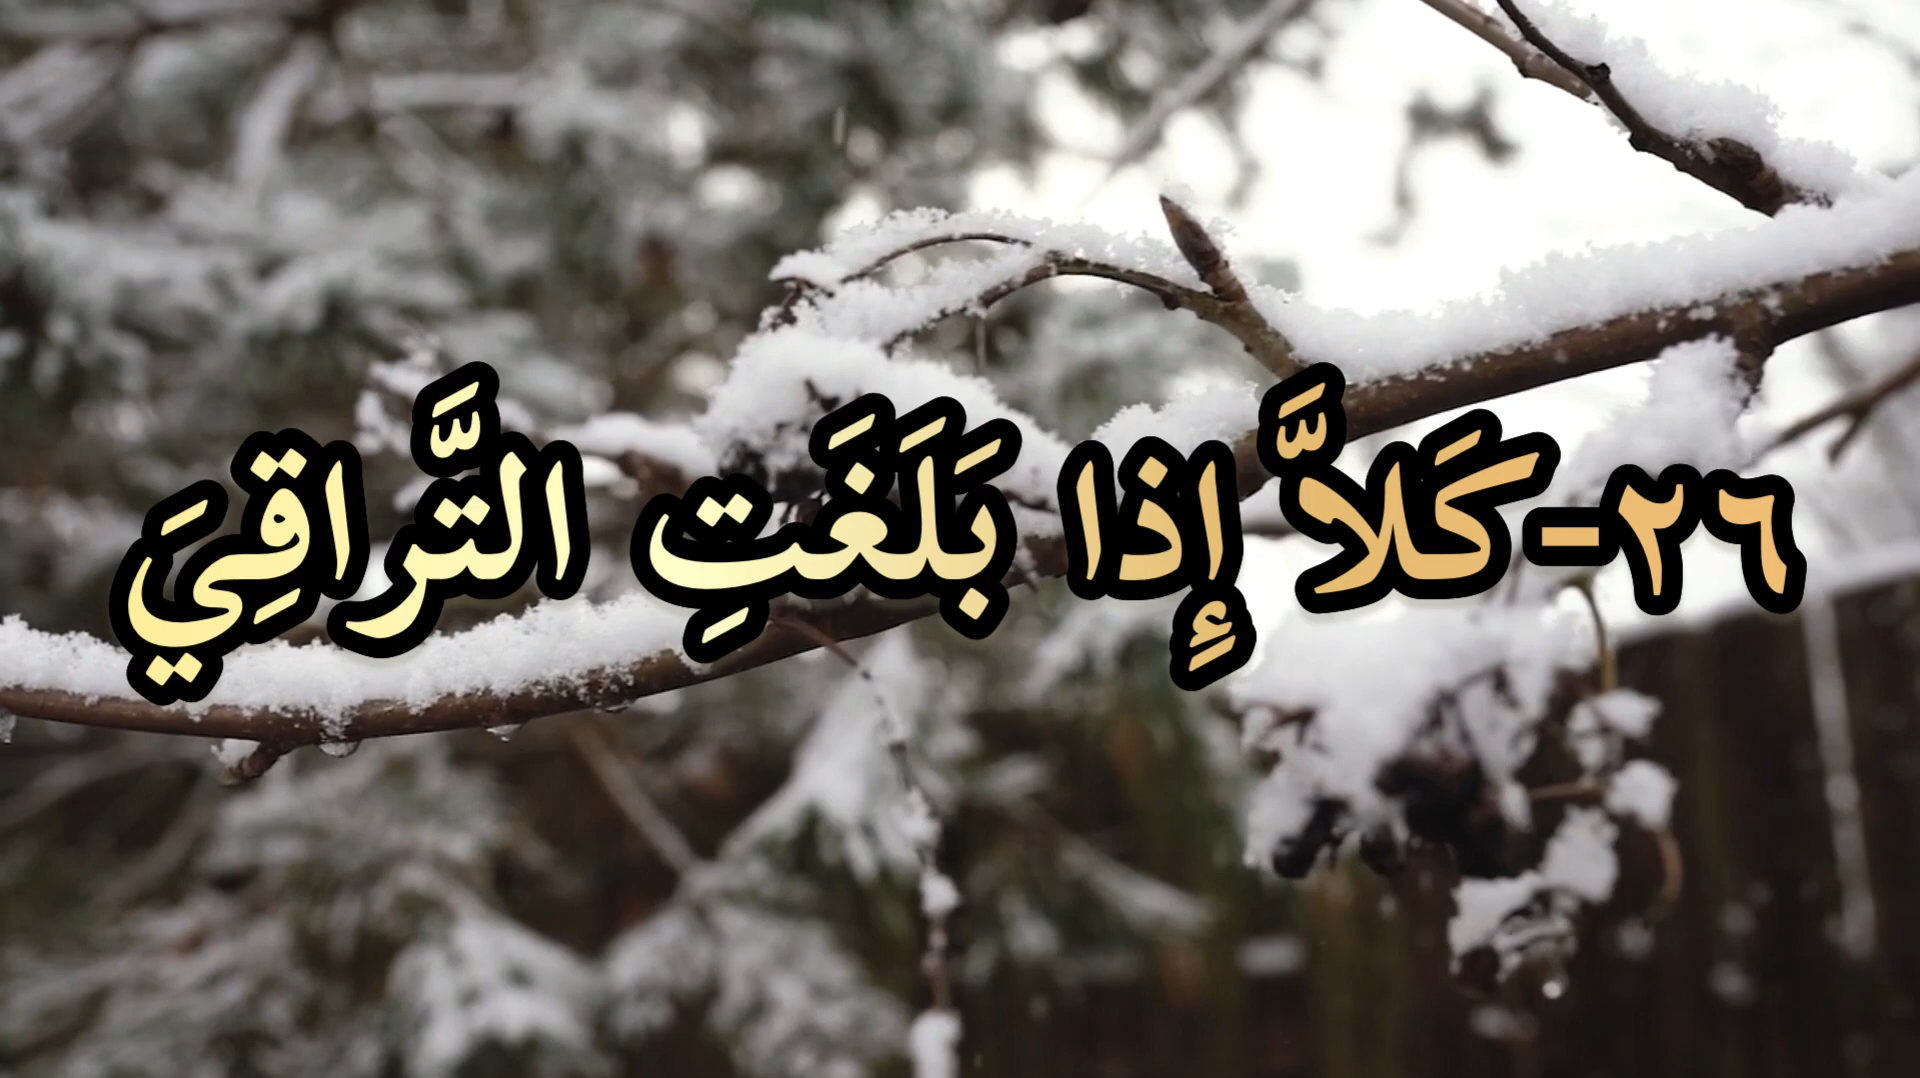 ٢٦-كَلاَّ إِذا بَلَغَتِ التَّراقِيَ